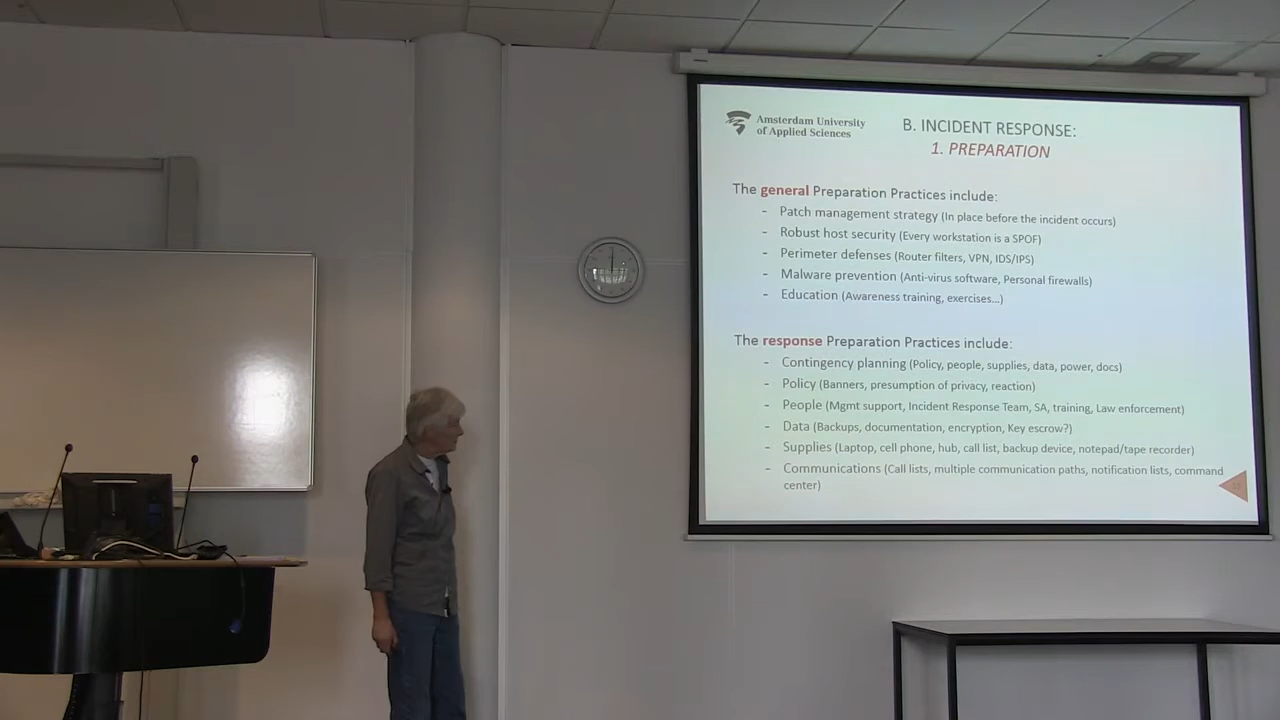 Amsterdam University
of Applied Sciences
B. INCIDENT RESPONSE:
1. PREPARATION
The general Preparation Practices include:
- Patch management strategy (In place before the incident occurs)
- Robust host security (Every workstation is a SPOF)
- Perimeter defenses (Router filters, VPN, IDS/IPS)
- Malware prevention (Anti-virus software, Personal firewalls)
- Education (Awareness training, exercises...)
The response Preparation Practices include:
- Contingency planning (Policy, people, supplies, data, power, docs)
- Policy (Banners, presumption of privacy, reaction)
- People (Mgmt support, Incident Response Team, SA, training, Law enforcement)
- Data (Backups, documentation, encryption, Key escrow?)
- Supplies (Laptop, cell phone, hub, call list, backup device, notepad/tape recorder)
- Communications (Call lists, multiple communication paths, notification lists, command
center)